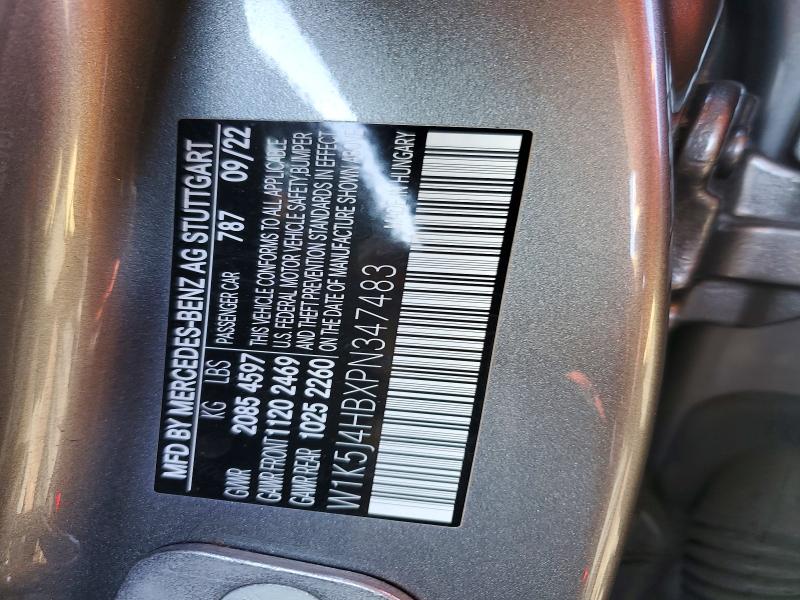 MFD BY MERCEDES-BENZ AG STUTTGART
KG LBS PASSENGER CAR 787 09/22
GVWR 2085 4597 THIS VEHICLE CONFORMS TO ALL APPLICABLE
GAWR FRONT 1120 2469 U.S. FEDERAL MOTOR VEHICLE SAFETY, BUMPER
GAWR REAR 1025 2260 AND THEFT PREVENTION STANDARDS IN EFFECT
ON THE DATE OF MANUFACTURE SHOWN
W1K5J4HBXPN347483 HUNGARY